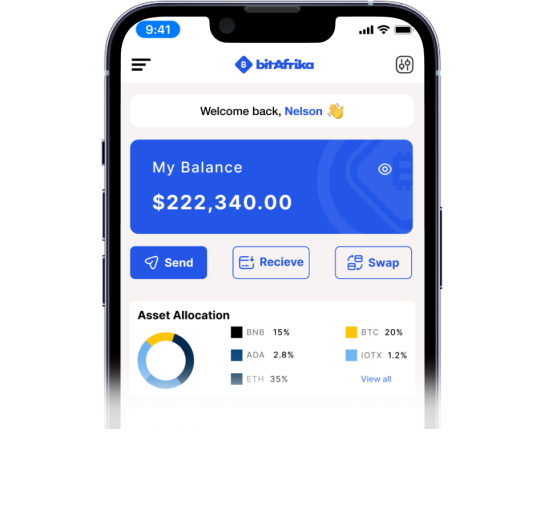 9:41
bitAfrika
Welcome back, Nelson 👋
My Balance
$222,340.00
Send
Recieve
Swap
Asset Allocation
BNB 15%
BTC 20%
ADA 2.8%
IOTX 1.2%
ETH 35%
View all